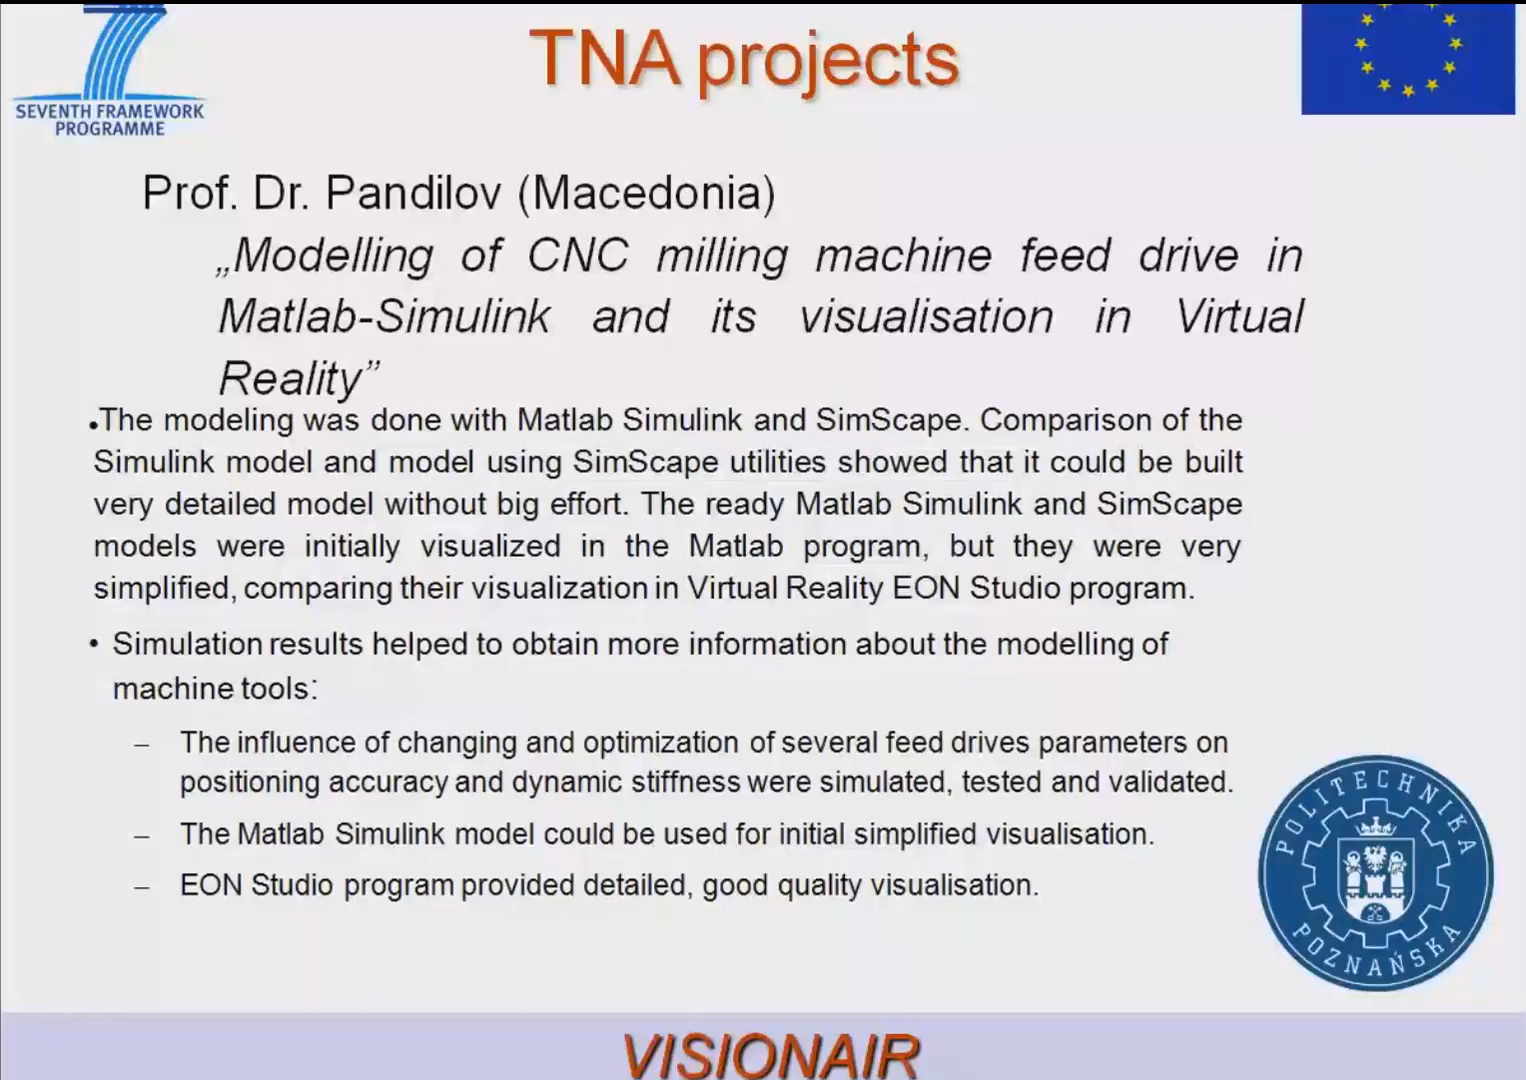 TNA projects
SEVENTH FRAMEWORK
PROGRAMME
Prof. Dr. Pandilov (Macedonia)
„Modelling of CNC milling machine feed drive in
Matlab-Simulink and its visualisation in Virtual
Reality”
•The modeling was done with Matlab Simulink and SimScape. Comparison of the
Simulink model and model using SimScape utilities showed that it could be built
very detailed model without big effort. The ready Matlab Simulink and SimScape
models were initially visualized in the Matlab program, but they were very
simplified, comparing their visualization in Virtual Reality EON Studio program.
• Simulation results helped to obtain more information about the modelling of
machine tools:
– The influence of changing and optimization of several feed drives parameters on
positioning accuracy and dynamic stiffness were simulated, tested and validated.
– The Matlab Simulink model could be used for initial simplified visualisation.
– EON Studio program provided detailed, good quality visualisation.
POLITECHNIKA
POZNAŃSKA
VISIONAIR